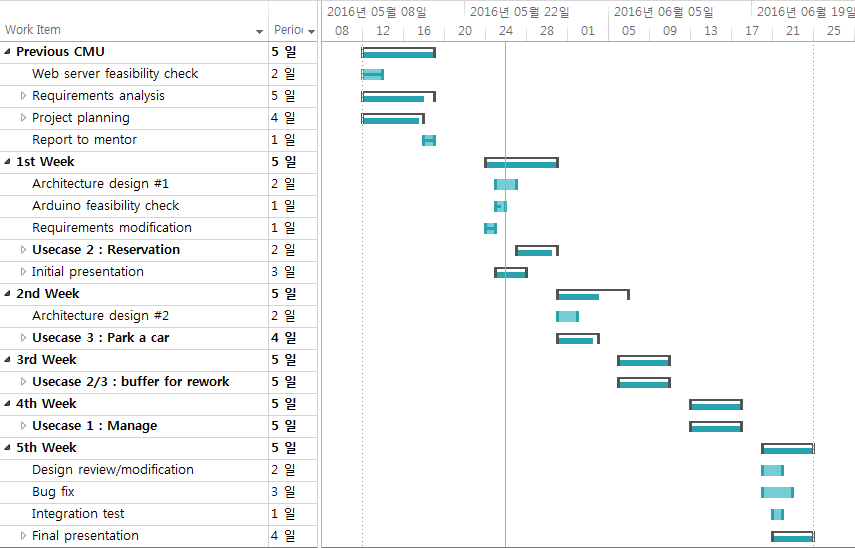 2016년 05월 08일 2016년 05월 22일 2016년 06월 05일 2016년 06월 19일
Work Item Perioc 08 12 16 20 24 28 01 05 09 13 17 21 25
Previous CMU 5 일
Web server feasibility check 2 일
Requirements analysis 5 일
Project planning 4 일
Report to mentor 1 일
1st Week 5 일
Architecture design #1 2 일
Arduino feasibility check 1 일
Requirements modification 1 일
Usecase 2 : Reservation 2 일
Initial presentation 3 일
2nd Week 5 일
Architecture design #2 2 일
Usecase 3 : Park a car 4 일
3rd Week 5 일
Usecase 2/3 : buffer for rework 5 일
4th Week 5 일
Usecase 1 : Manage 5 일
5th Week 5 일
Design review/modification 2 일
Bug fix 3 일
Integration test 1 일
Final presentation 4 일